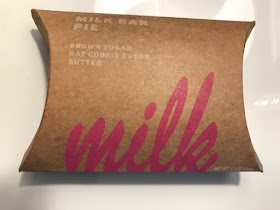 MILK BAR
PIE
BROWN SUGAR
OAT COOKIE CRUST
BUTTER
milk